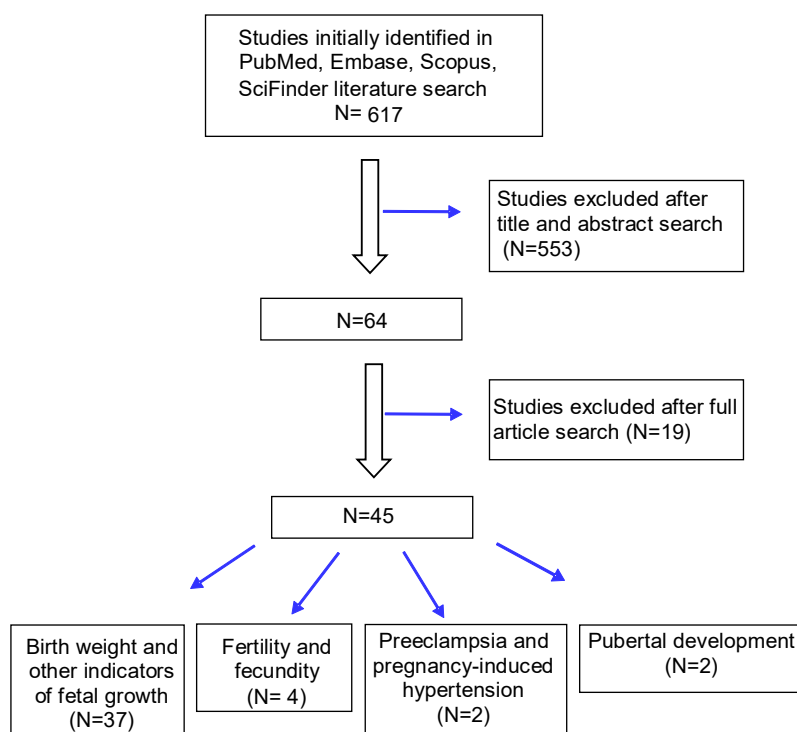 Studies initially identified in
PubMed, Embase, Scopus,
SciFinder literature search
N= 617
Studies excluded after
title and abstract search
(N=553)
N=64
Studies excluded after full
article search (N=19)
N=45
Birth weight and
other indicators
of fetal growth
(N=37)
Fertility and
fecundity
(N= 4)
Preeclampsia and
pregnancy-induced
hypertension
(N=2)
Pubertal development
(N=2)